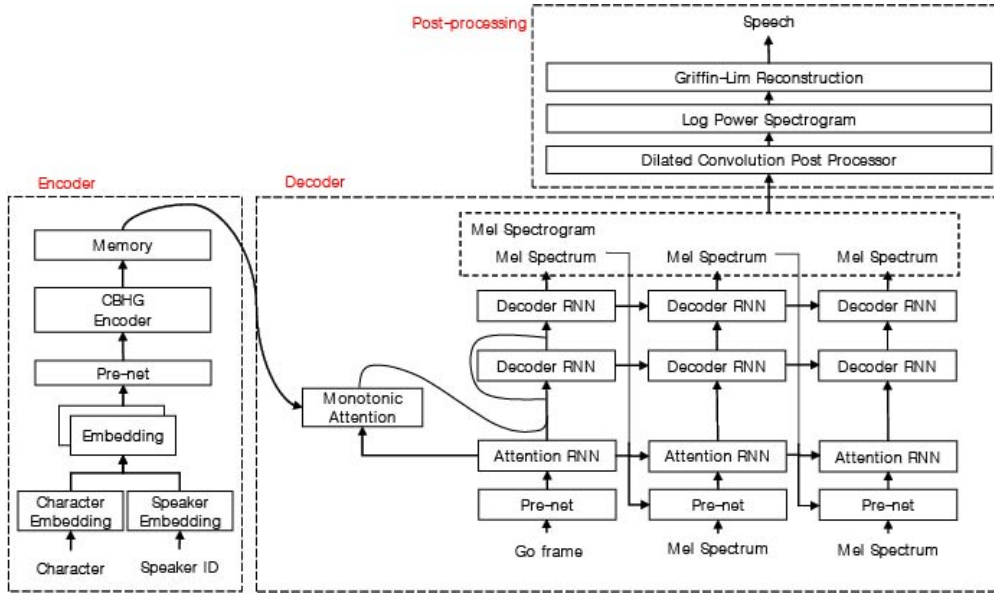 Post-processing
Speech
Griffin-Lim Reconstruction
Log Power Spectrogram
Dilated Convolution Post Processor
Encoder
Memory
CBHG
Encoder
Pre-net
Embedding
Character
Embedding
Speaker
Embedding
Character
Speaker ID
Decoder
Mel Spectrogram
Mel Spectrum
Mel Spectrum
Mel Spectrum
Decoder RNN
Decoder RNN
Decoder RNN
Decoder RNN
Decoder RNN
Decoder RNN
Monotonic
Attention
Attention RNN
Attention RNN
Attention RNN
Pre-net
Pre-net
Pre-net
Go frame
Mel Spectrum
Mel Spectrum